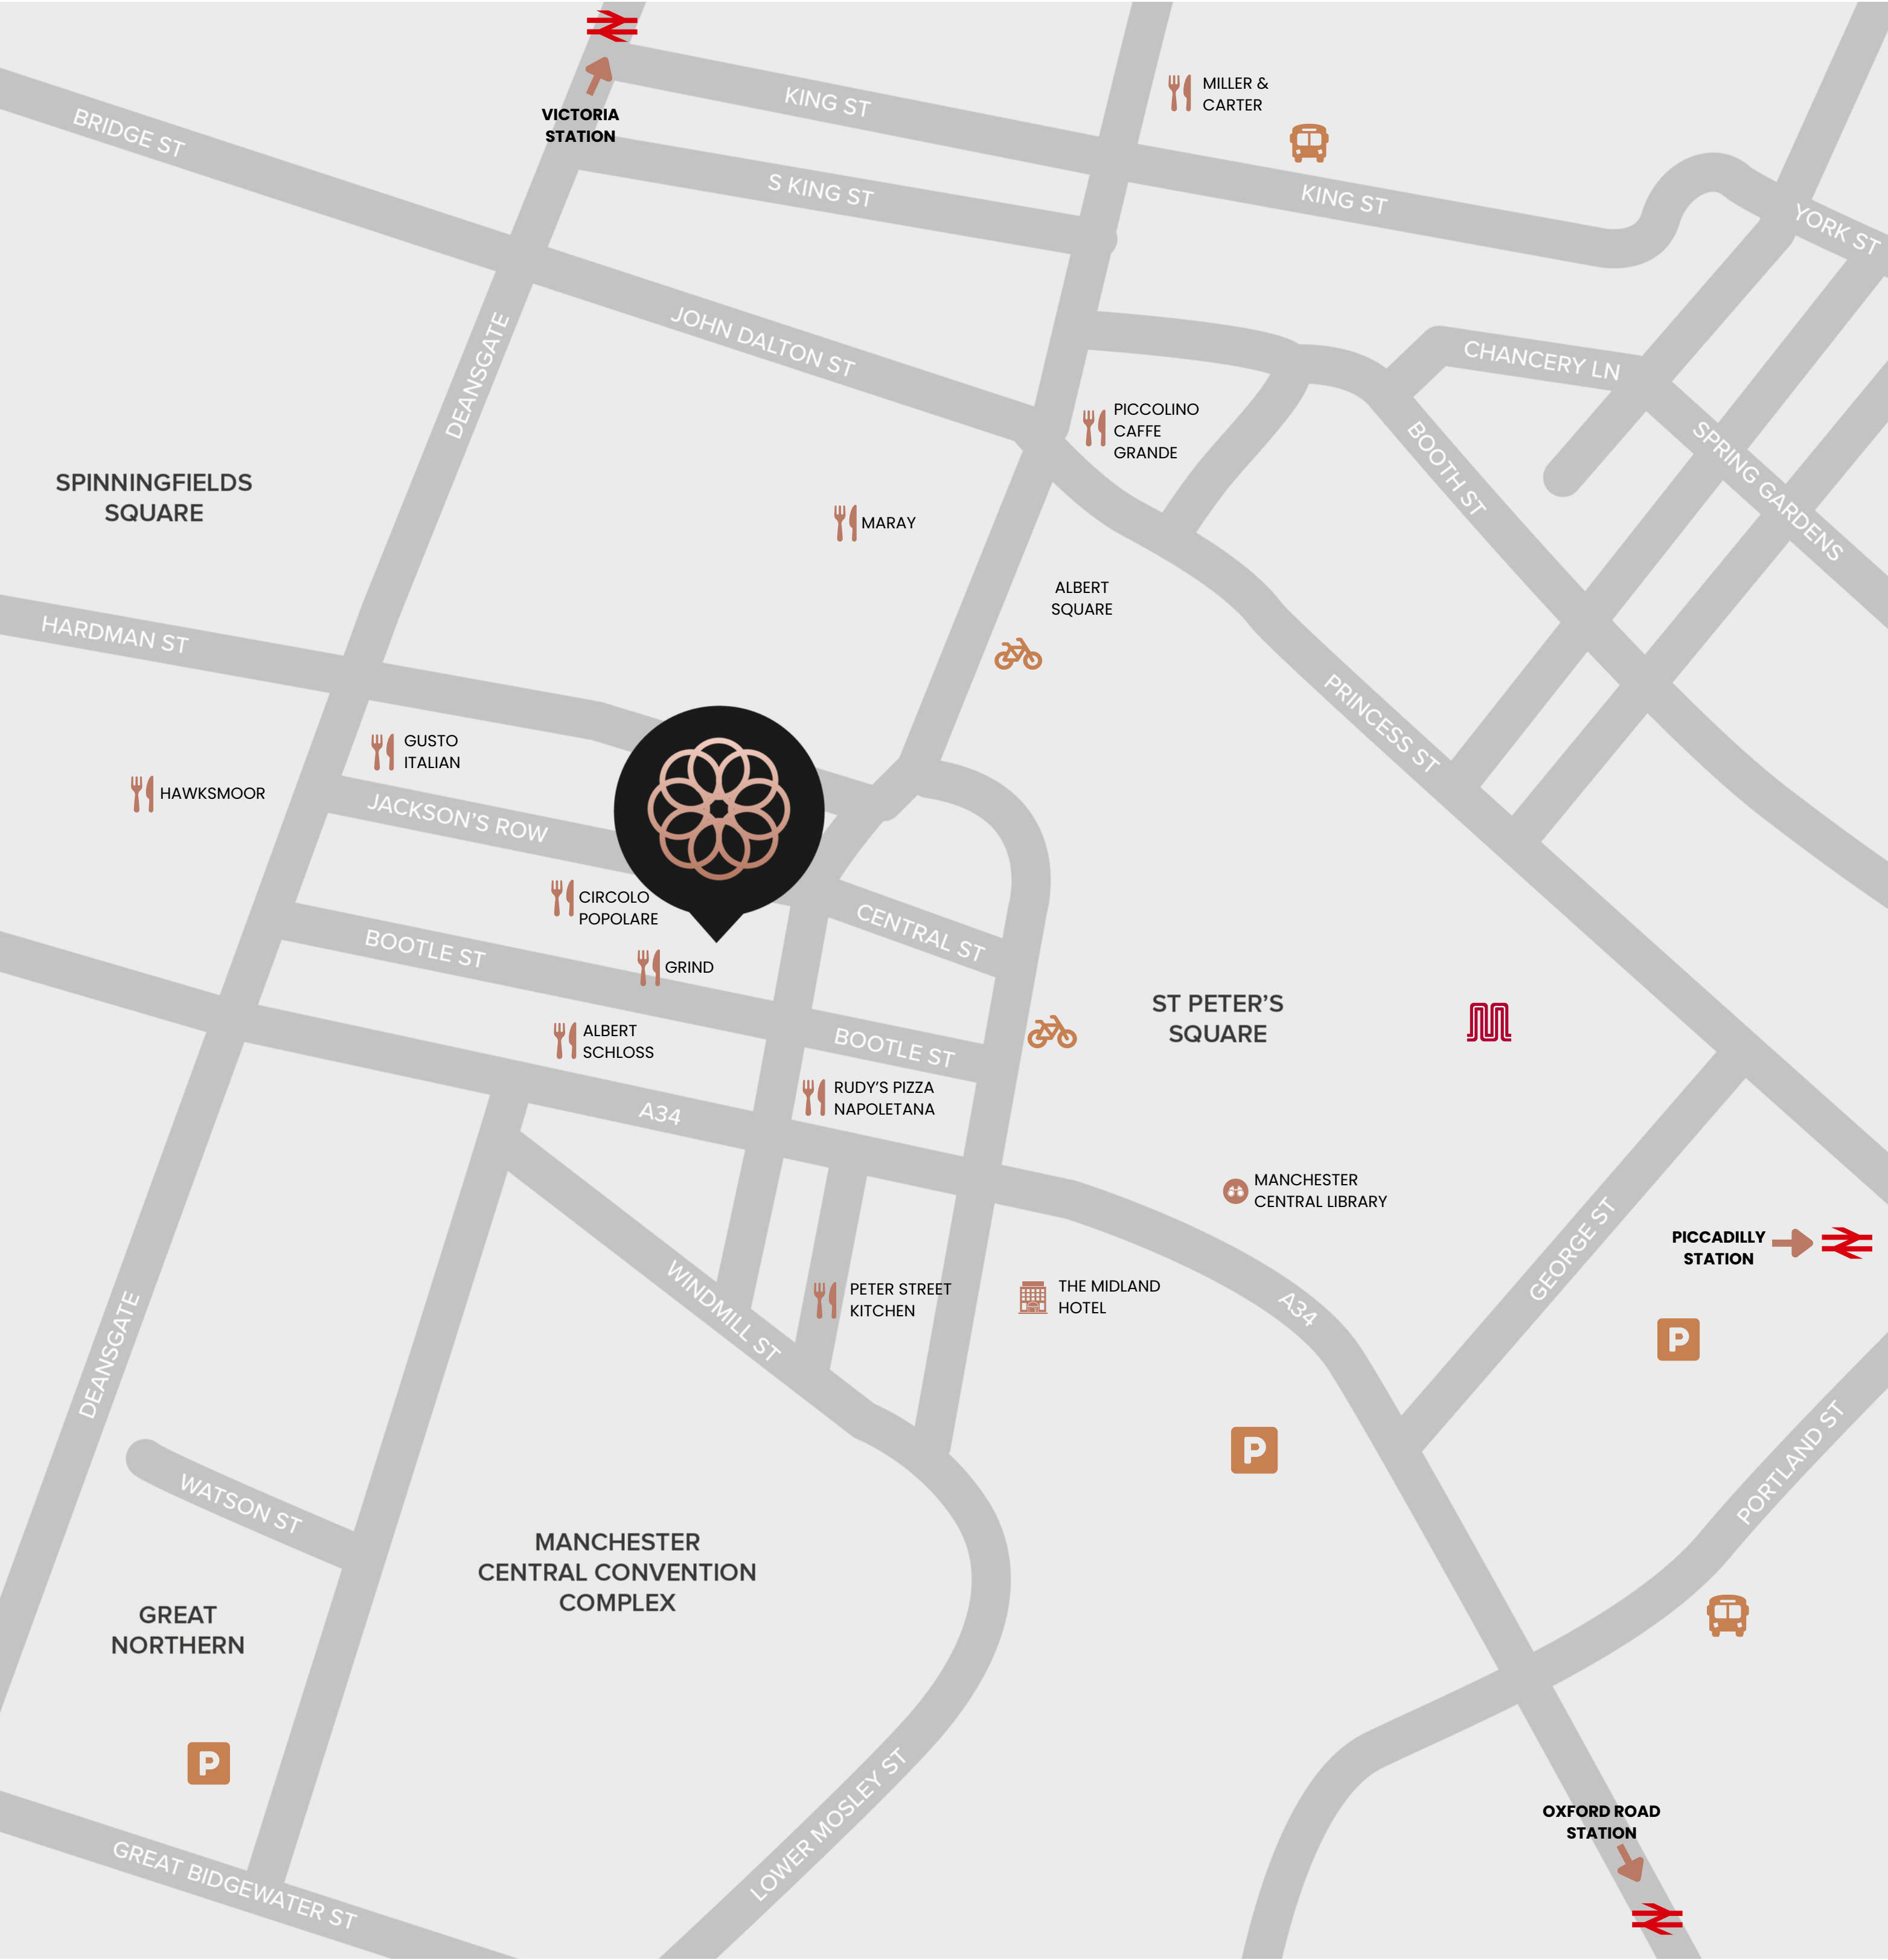 VICTORIA
STATION
KING ST
MILLER &
CARTER
BRIDGE ST
S KING ST
KING ST
YORK ST
DEANSGATE
JOHN DALTON ST
CHANCERY LN
PICCOLINO
CAFFE
GRANDE
BOOTH ST
SPRING GARDENS
SPINNINGFIELDS
SQUARE
MARAY
ALBERT
SQUARE
HARDMAN ST
PRINCESS ST
GUSTO
ITALIAN
HAWKSMOOR
JACKSON'S ROW
CIRCOLO
POPOLARE
CENTRAL ST
BOOTLE ST
GRIND
ST PETER'S
SQUARE
ALBERT
SCHLOSS
BOOTLE ST
RUDY'S PIZZA
NAPOLETANA
A34
MANCHESTER
CENTRAL LIBRARY
GEORGE ST
PICCADILLY
STATION
WINDMILL ST
PETER STREET
KITCHEN
THE MIDLAND
HOTEL
A34
P
DEANSGATE
P
PORTLAND ST
WATSON ST
MANCHESTER
CENTRAL CONVENTION
COMPLEX
GREAT
NORTHERN
P
LOWER MOSLEY ST
OXFORD ROAD
STATION
GREAT BIDGEWATER ST